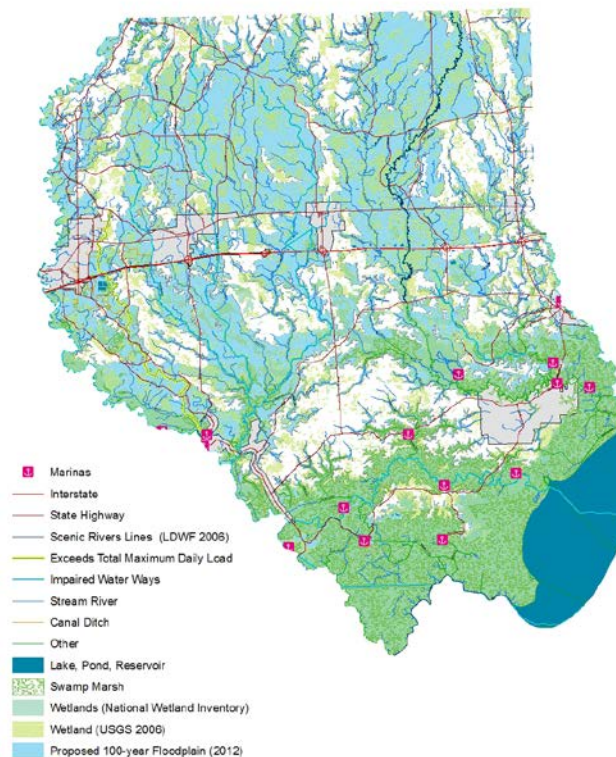 Marinas
Interstate
State Highway
Scenic Rivers Lines (LDWF 2006)
Exceeds Total Maximum Daily Load
Impaired Water Ways
Stream River
Canal Ditch
Other
Lake, Pond, Reservoir
Swamp Marsh
Wetlands (National Wetland Inventory)
Wetland (USGS 2006)
Proposed 100-year Floodplain (2012)